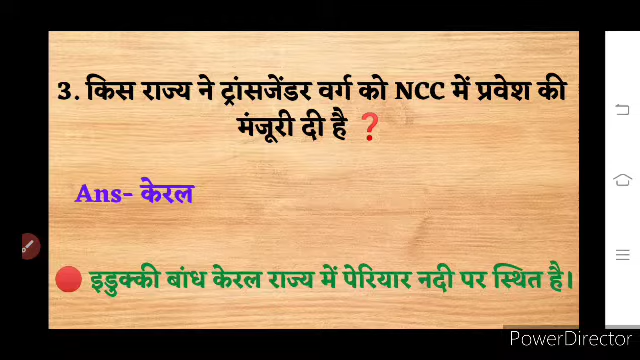 3. किस राज्य ने ट्रांसजेंडर वर्ग को NCC में प्रवेश की
मंजूरी दी है ❓
Ans- केरल
🔴 इडुक्की बांध केरल राज्य में पेरियार नदी पर स्थित है।
PowerDirector